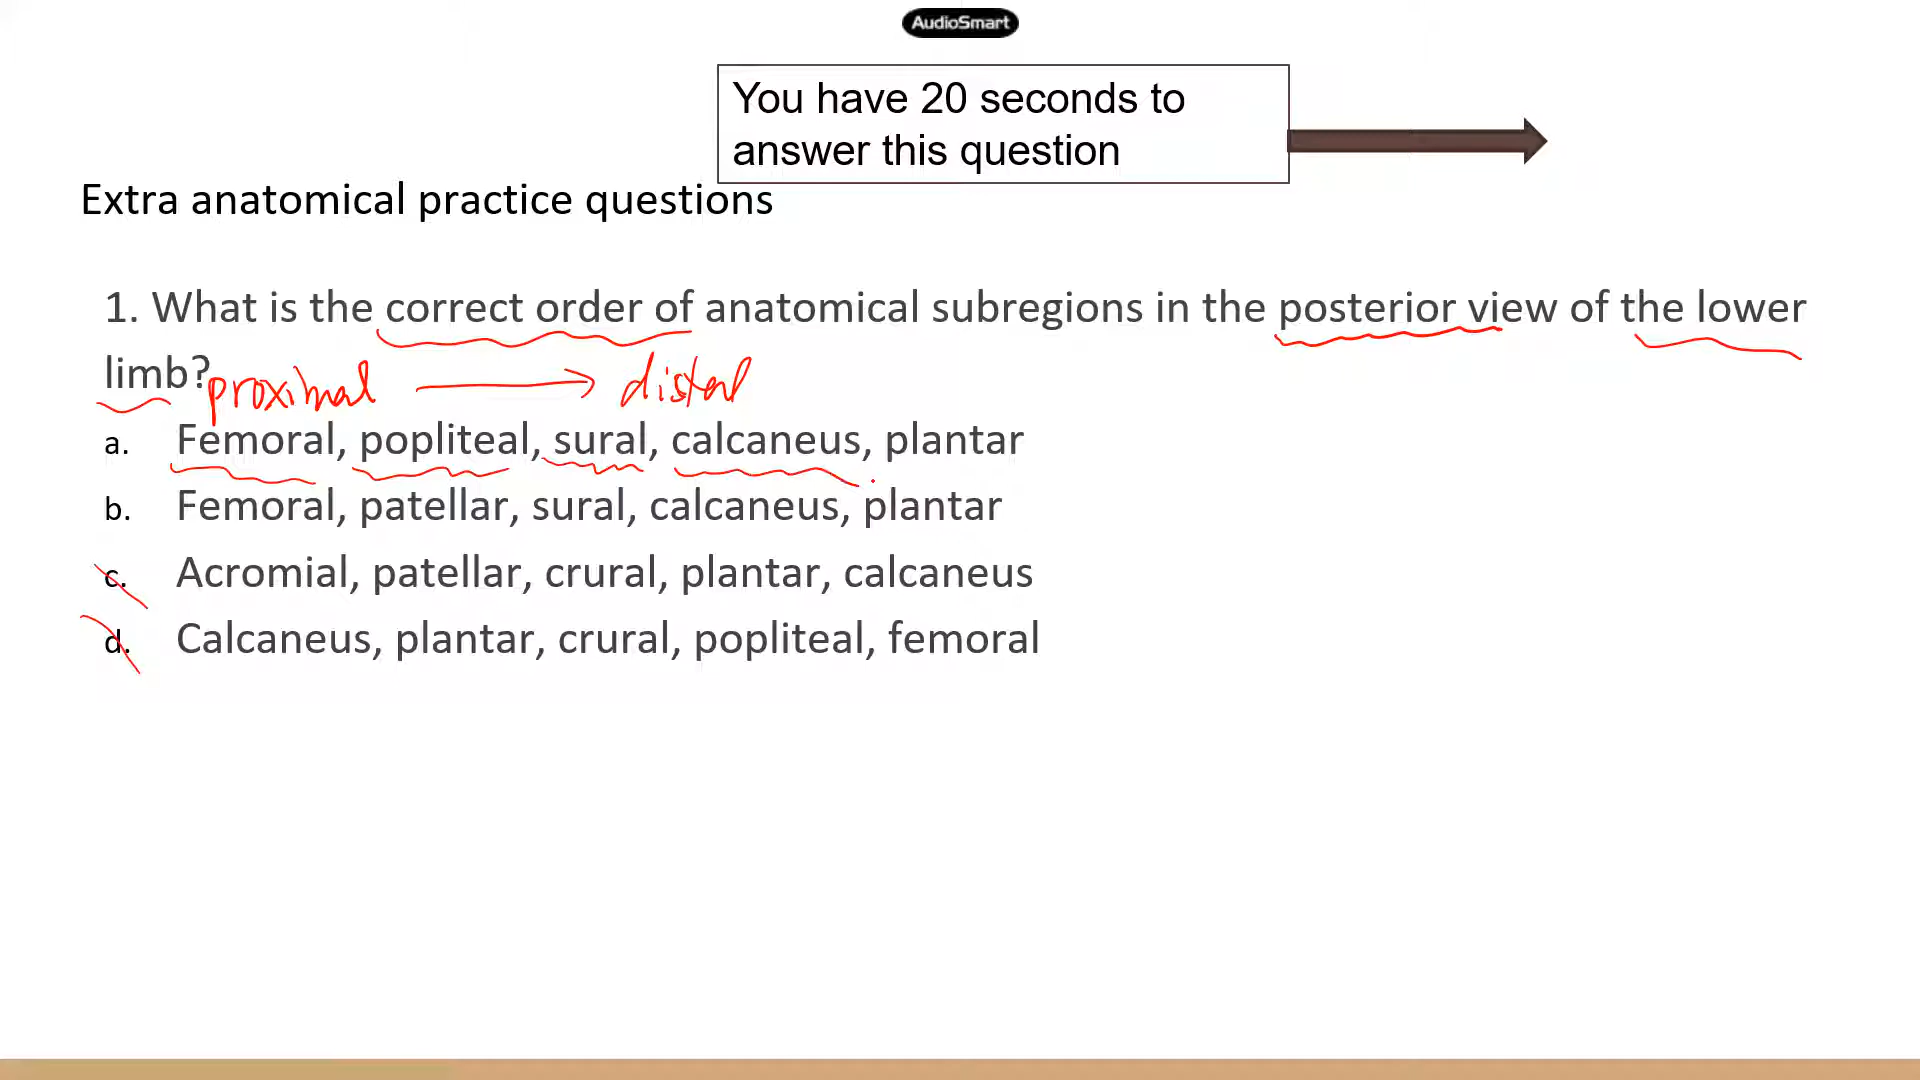 AudioSmart
You have 20 seconds to
answer this question
Extra anatomical practice questions
1. What is the correct order of anatomical subregions in the posterior view of the lower
limb?
proximal → distal
a. Femoral, popliteal, sural, calcaneus, plantar
b. Femoral, patellar, sural, calcaneus, plantar
c. Acromial, patellar, crural, plantar, calcaneus
d. Calcaneus, plantar, crural, popliteal, femoral